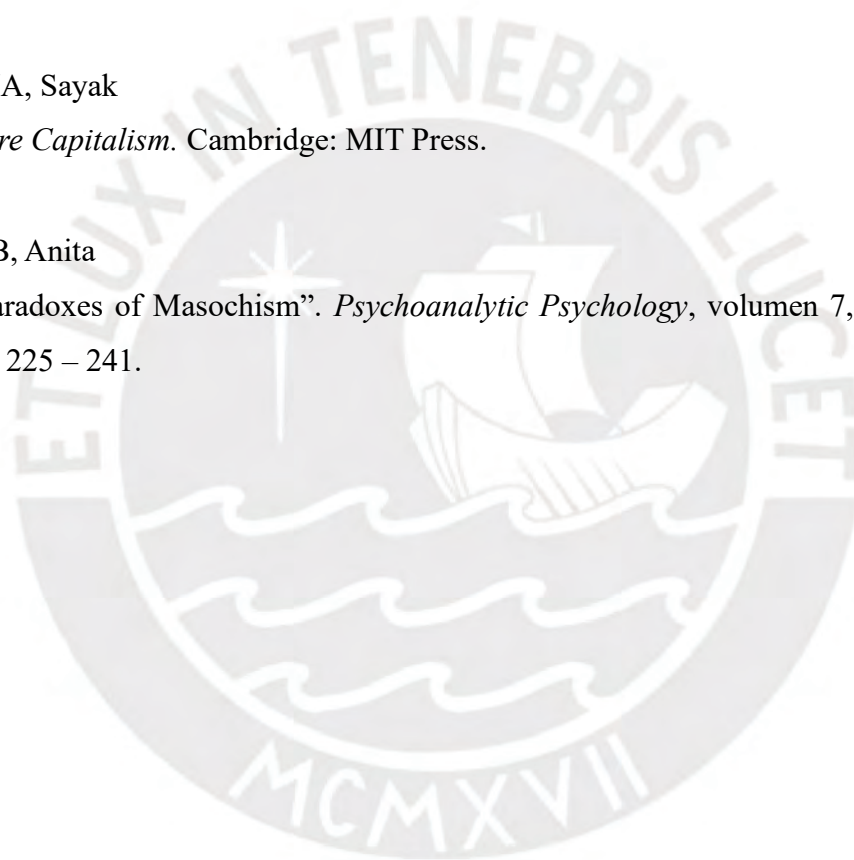 A, Sayak
re Capitalism. Cambridge: MIT Press.
B, Anita
aradoxes of Masochism”. Psychoanalytic Psychology, volumen 7,
225 – 241.
ET LUX IN TENEBRIS LUCET
MCMXVII